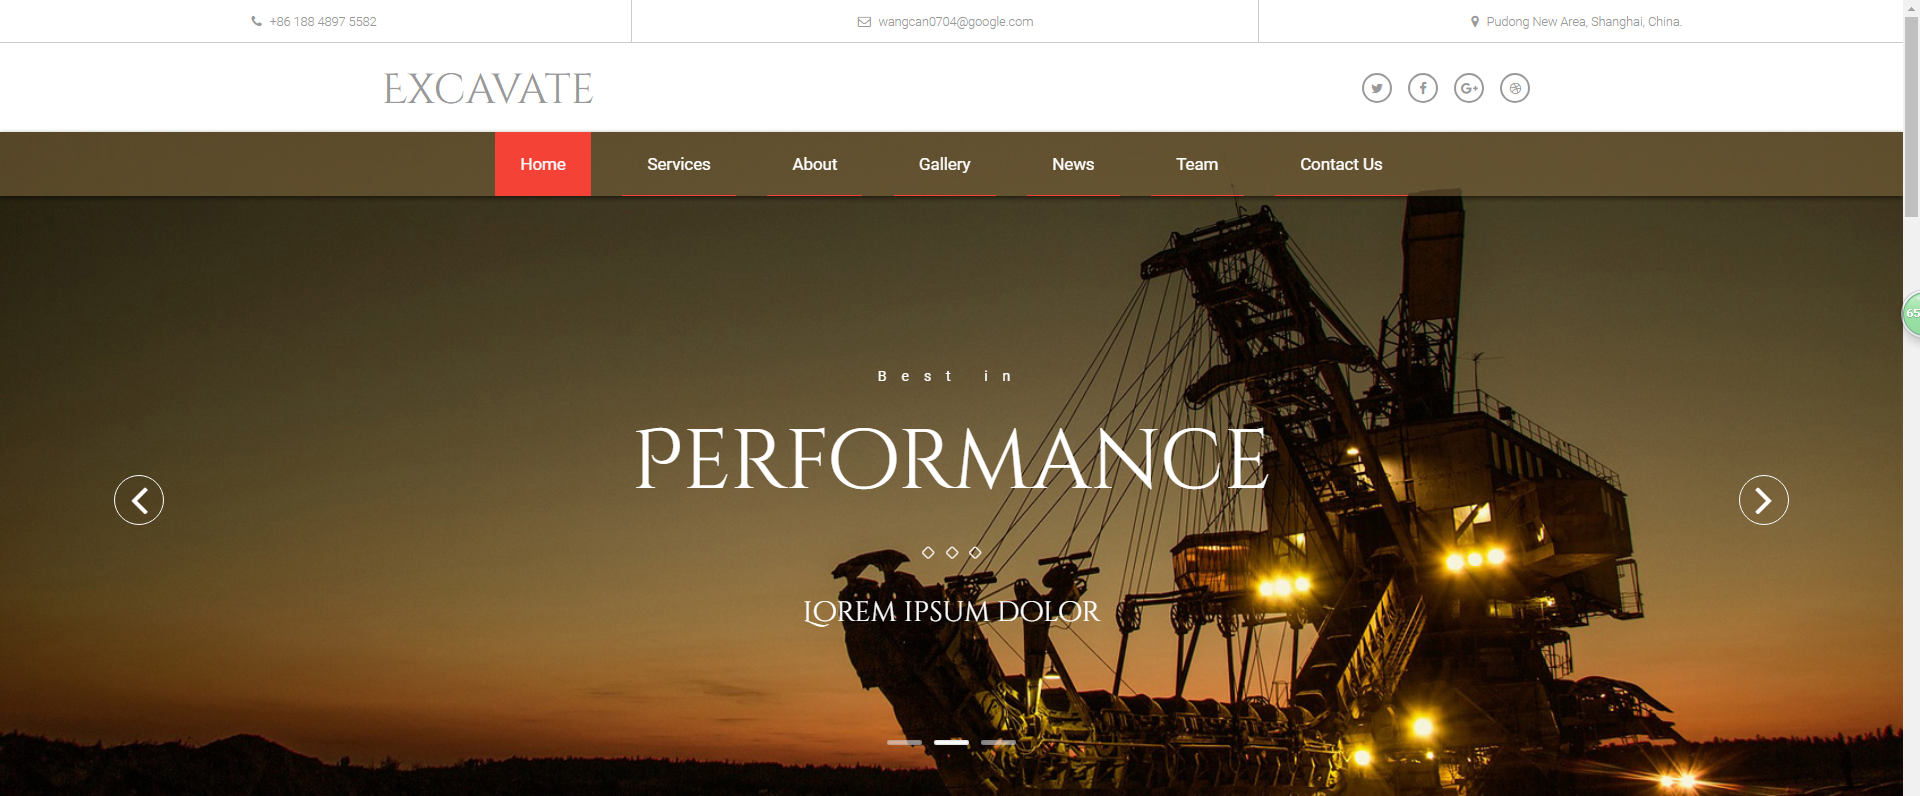 +86 188 4897 5582
wangcan0704@google.com
Pudong New Area, Shanghai, China.
EXCAVATE
Home
Services
About
Gallery
News
Team
Contact Us
Best in
PERFORMANCE
LOREM IPSUM DOLOR
65